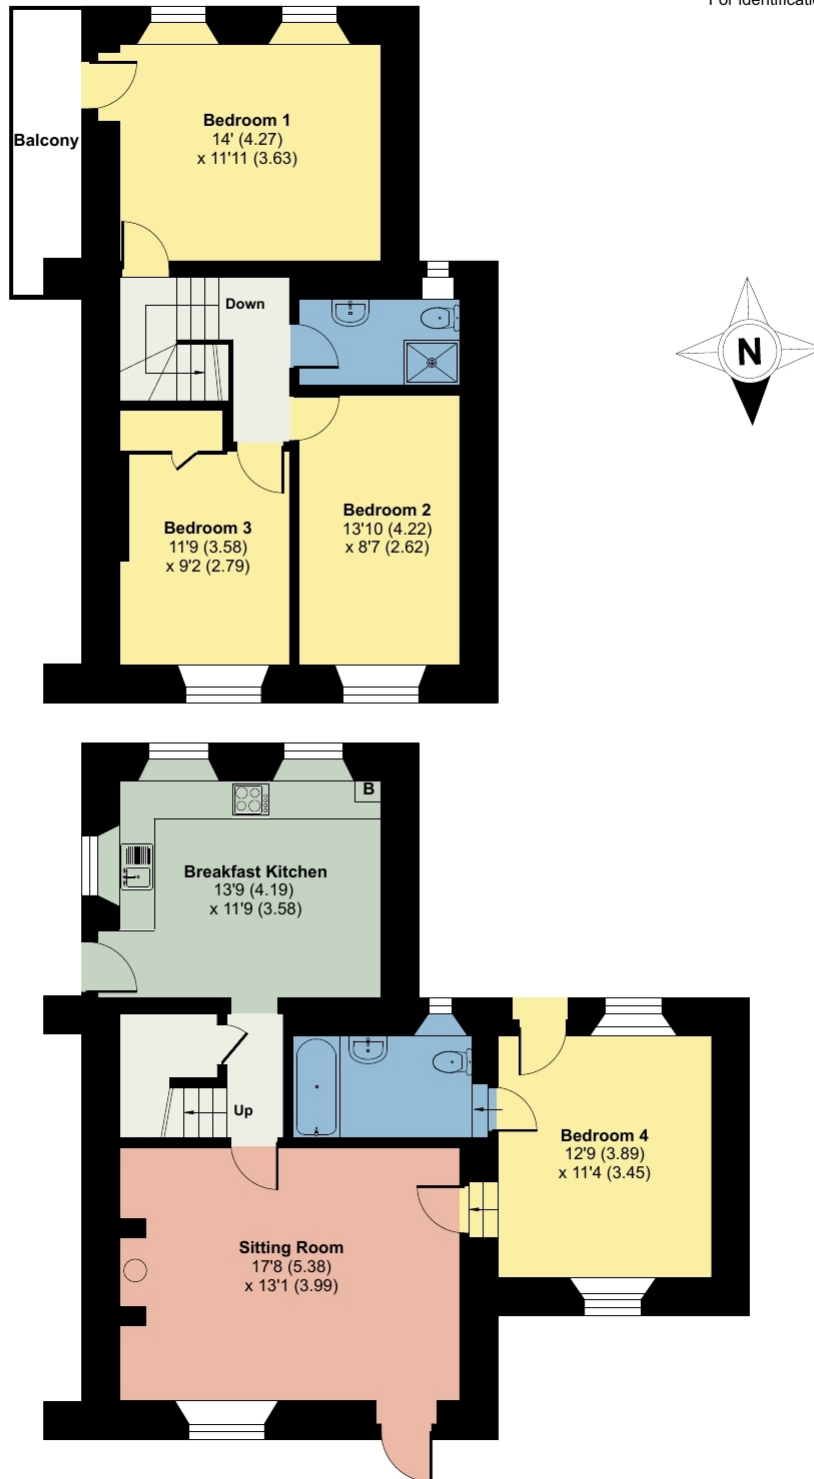 For identificatio
Bedroom 1
14' (4.27)
x 11'11 (3.63)
Balcony
Down
N
Bedroom 2
13'10 (4.22)
x 8'7 (2.62)
Bedroom 3
11'9 (3.58)
x 9'2 (2.79)
B
Breakfast Kitchen
13'9 (4.19)
x 11'9 (3.58)
Up
Bedroom 4
12'9 (3.89)
x 11'4 (3.45)
Sitting Room
17'8 (5.38)
x 13'1 (3.99)